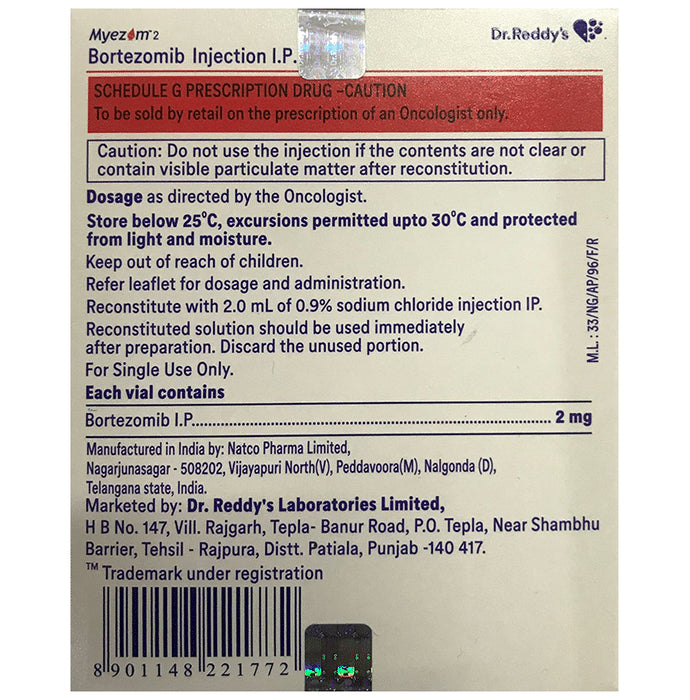 Myezom 2
Dr.Reddy's
Bortezomib Injection I.P.
SCHEDULE G PRESCRIPTION DRUG –CAUTION
To be sold by retail on the prescription of an Oncologist only.
Caution: Do not use the injection if the contents are not clear or
contain visible particulate matter after reconstitution.
Dosage as directed by the Oncologist.
Store below 25°C, excursions permitted upto 30°C and protected
from light and moisture.
Keep out of reach of children.
Refer leaflet for dosage and administration.
Reconstitute with 2.0 mL of 0.9% sodium chloride injection IP.
Reconstituted solution should be used immediately
after preparation. Discard the unused portion.
For Single Use Only.
Each vial contains
Bortezomib I.P............................................................ 2 mg
Manufactured in India by: Natco Pharma Limited,
Nagarjunasagar - 508202, Vijayapuri North(V), Peddavoora(M), Nalgonda (D),
Telangana state, India.
Marketed by: Dr. Reddy's Laboratories Limited,
H B No. 147, Vill. Rajgarh, Tepla- Banur Road, P.O. Tepla, Near Shambhu
Barrier, Tehsil - Rajpura, Distt. Patiala, Punjab -140 417.
™ Trademark under registration
8 901148 221772
M.L.: 33/NG/AP/96/F/R